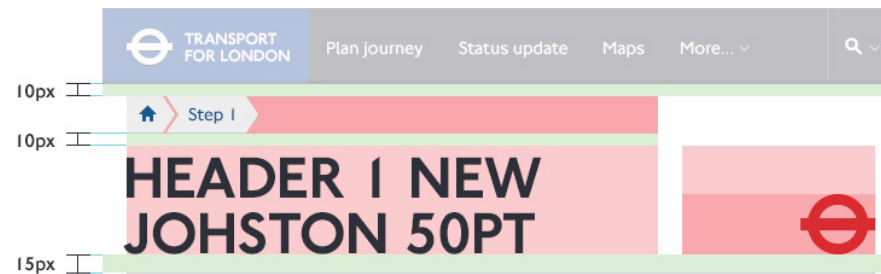 TRANSPORT
FOR LONDON
Plan journey
Status update
Maps
More...
10px
Step 1
10px
HEADER 1 NEW
JOHSTON 50PT
15px